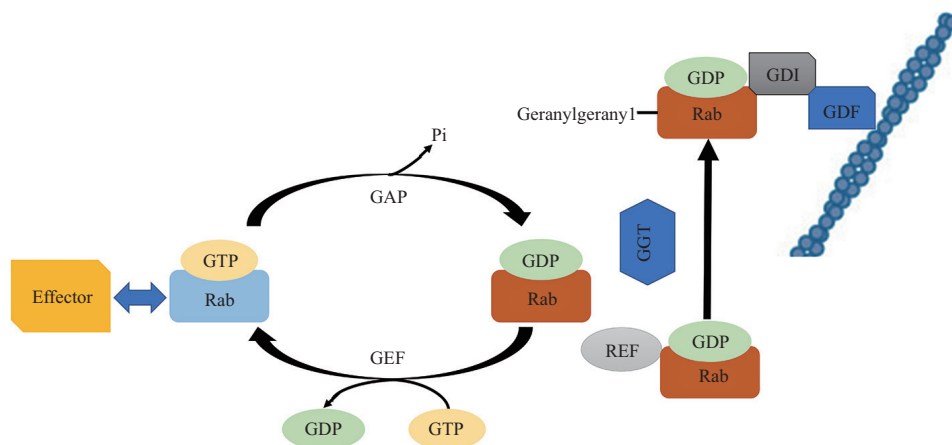 GDP
GDI
Rab
GDF
Geranylgerany1
Pi
GAP
GGT
GTP
GDP
Effector
Rab
Rab
GEF
REF
GDP
Rab
GDP
GTP